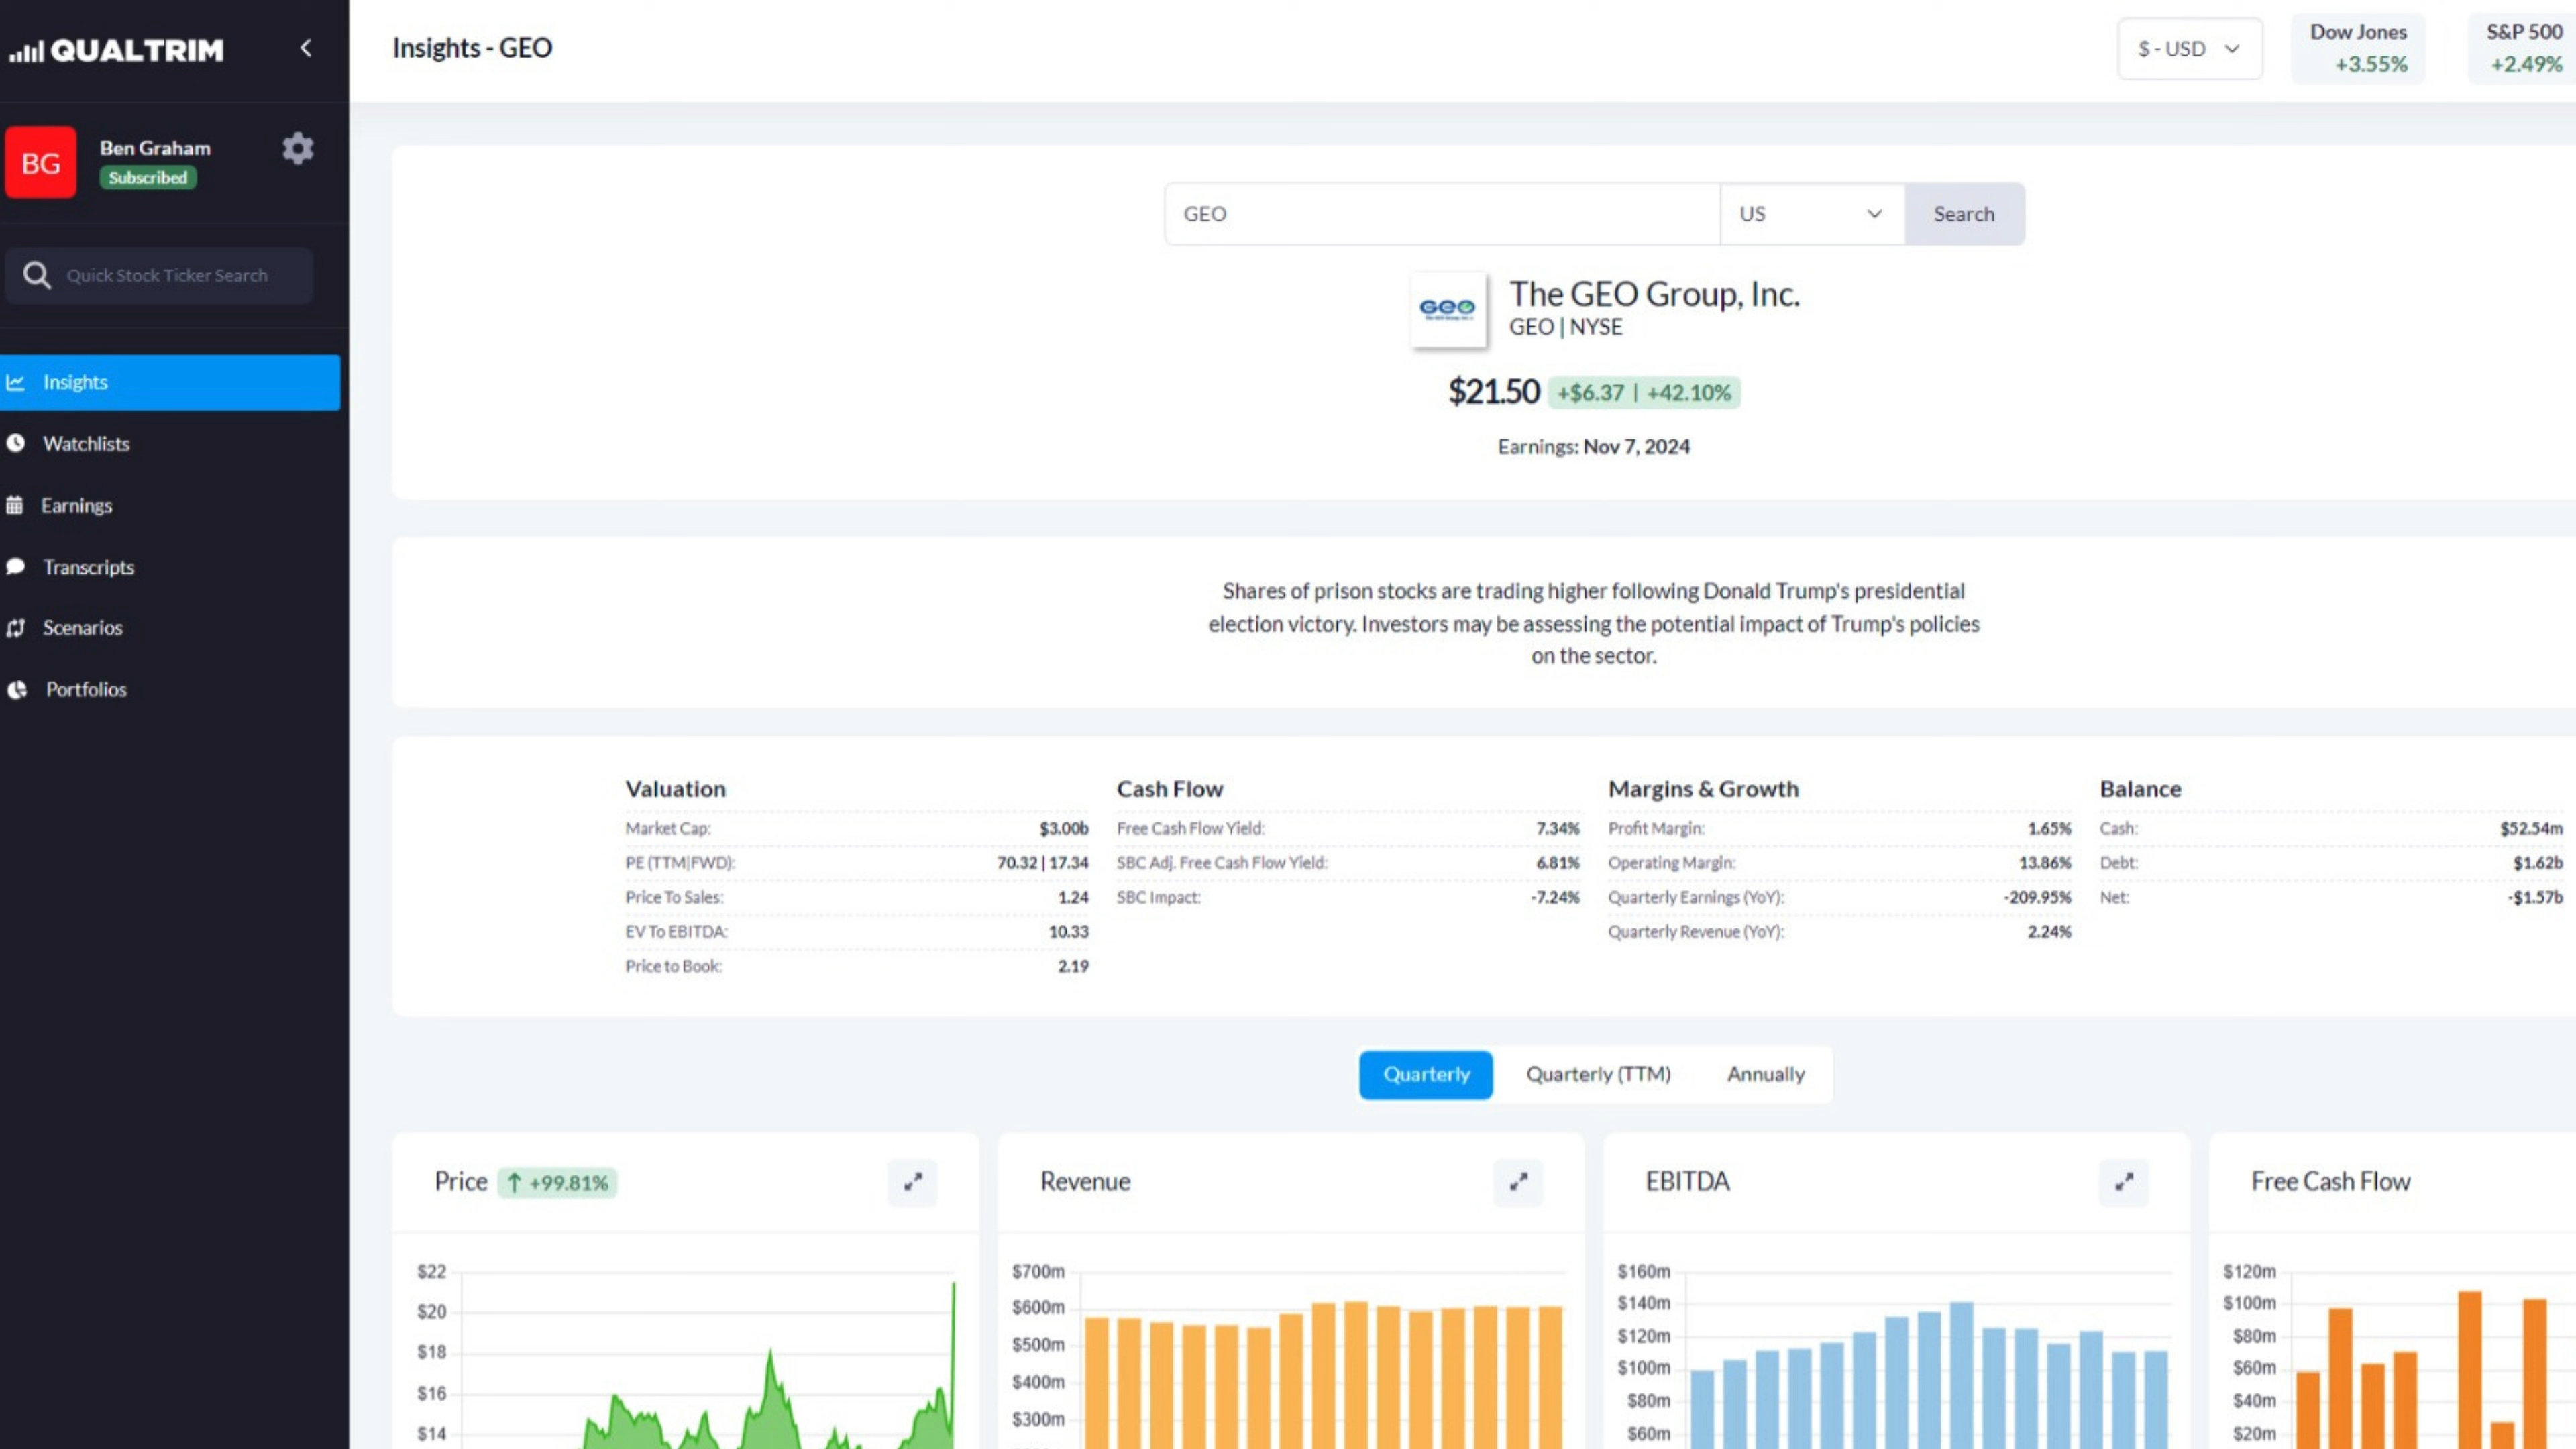 QUALTRIM
Insights - GEO
$ - USD
Dow Jones
+3.55%
S&P 500
+2.49%
BG
Ben Graham
Subscribed
Quick Stock Ticker Search
Insights
Watchlists
Earnings
Transcripts
Scenarios
Portfolios
GEO
US
Search
GEO
The GEO Group, Inc.
GEO | NYSE
$21.50 +$6.37 | +42.10%
Earnings: Nov 7, 2024
Shares of prison stocks are trading higher following Donald Trump's presidential
election victory. Investors may be assessing the potential impact of Trump's policies
on the sector.
Valuation
Market Cap: $3.00b
PE (TTM|FWD): 70.32 | 17.34
Price To Sales: 1.24
EV To EBITDA: 10.33
Price to Book: 2.19
Cash Flow
Free Cash Flow Yield: 7.34%
SBC Adj. Free Cash Flow Yield: 6.81%
SBC Impact: -7.24%
Margins & Growth
Profit Margin: 1.65%
Operating Margin: 13.86%
Quarterly Earnings (YoY): -209.95%
Quarterly Revenue (YoY): 2.24%
Balance
Cash: $52.54m
Debt: $1.62b
Net: -$1.57b
Quarterly
Quarterly (TTM)
Annually
Price +99.81%
$22
$20
$18
$16
$14
Revenue
$700m
$600m
$500m
$400m
$300m
EBITDA
$160m
$140m
$120m
$100m
$80m
$60m
Free Cash Flow
$120m
$100m
$80m
$60m
$40m
$20m